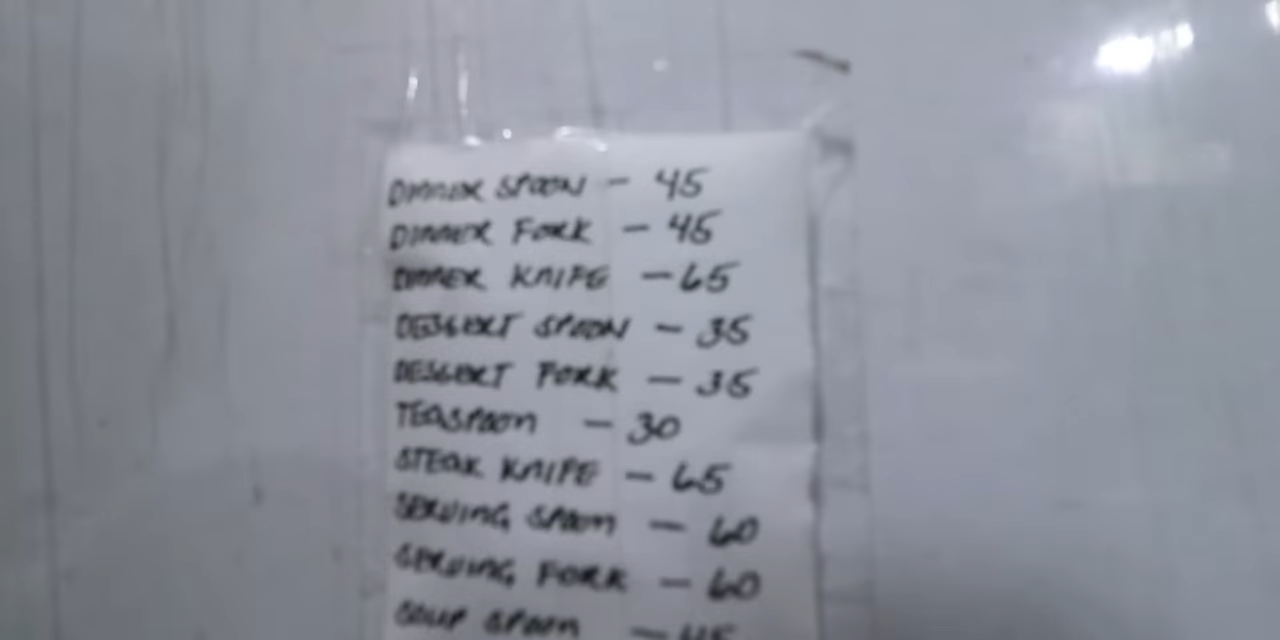 DINNER SPOON - 45
DINNER FORK - 45
DINNER KNIFE - 65
DESSERT SPOON - 35
DESSERT FORK - 35
TEASPOON - 30
STEAK KNIFE - 65
SERVING SPOON - 60
SERVING FORK - 60
SOUP SPOON - 45